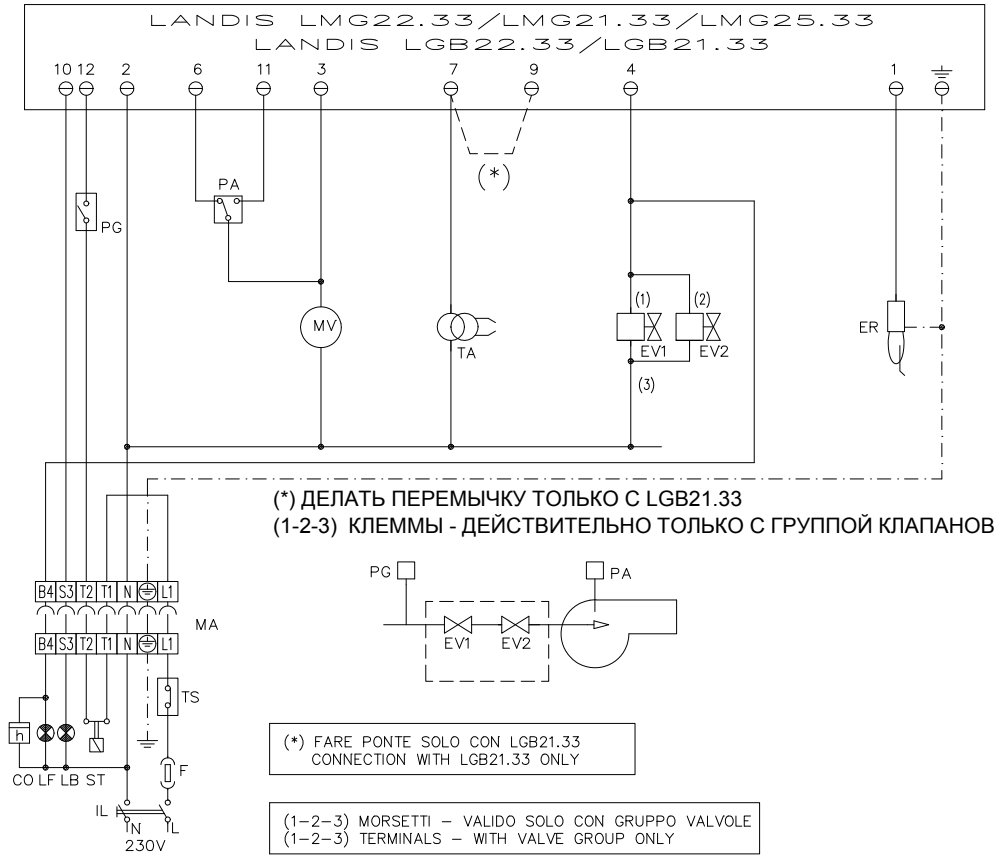 LANDIS LMG22.33/LMG21.33/LMG25.33
LANDIS LGB22.33/LGB21.33
10 12 2 6 11 3 7 9 4 1
(*)
PA
PG
MV
TA
(1) (2)
EV1 EV2
(3)
ER
(*) ДЕЛАТЬ ПЕРЕМЫЧКУ ТОЛЬКО С LGB21.33
(1-2-3) КЛЕММЫ - ДЕЙСТВИТЕЛЬНО ТОЛЬКО С ГРУППОЙ КЛАПАНОВ
PG PA
EV1 EV2
B4 S3 T2 T1 N L1
MA
B4 S3 T2 T1 N L1
TS
h
F
CO LF LB ST
IL
N L
230V
(*) FARE PONTE SOLO CON LGB21.33
CONNECTION WITH LGB21.33 ONLY
(1-2-3) MORSETTI - VALIDO SOLO CON GRUPPO VALVOLE
(1-2-3) TERMINALS - WITH VALVE GROUP ONLY